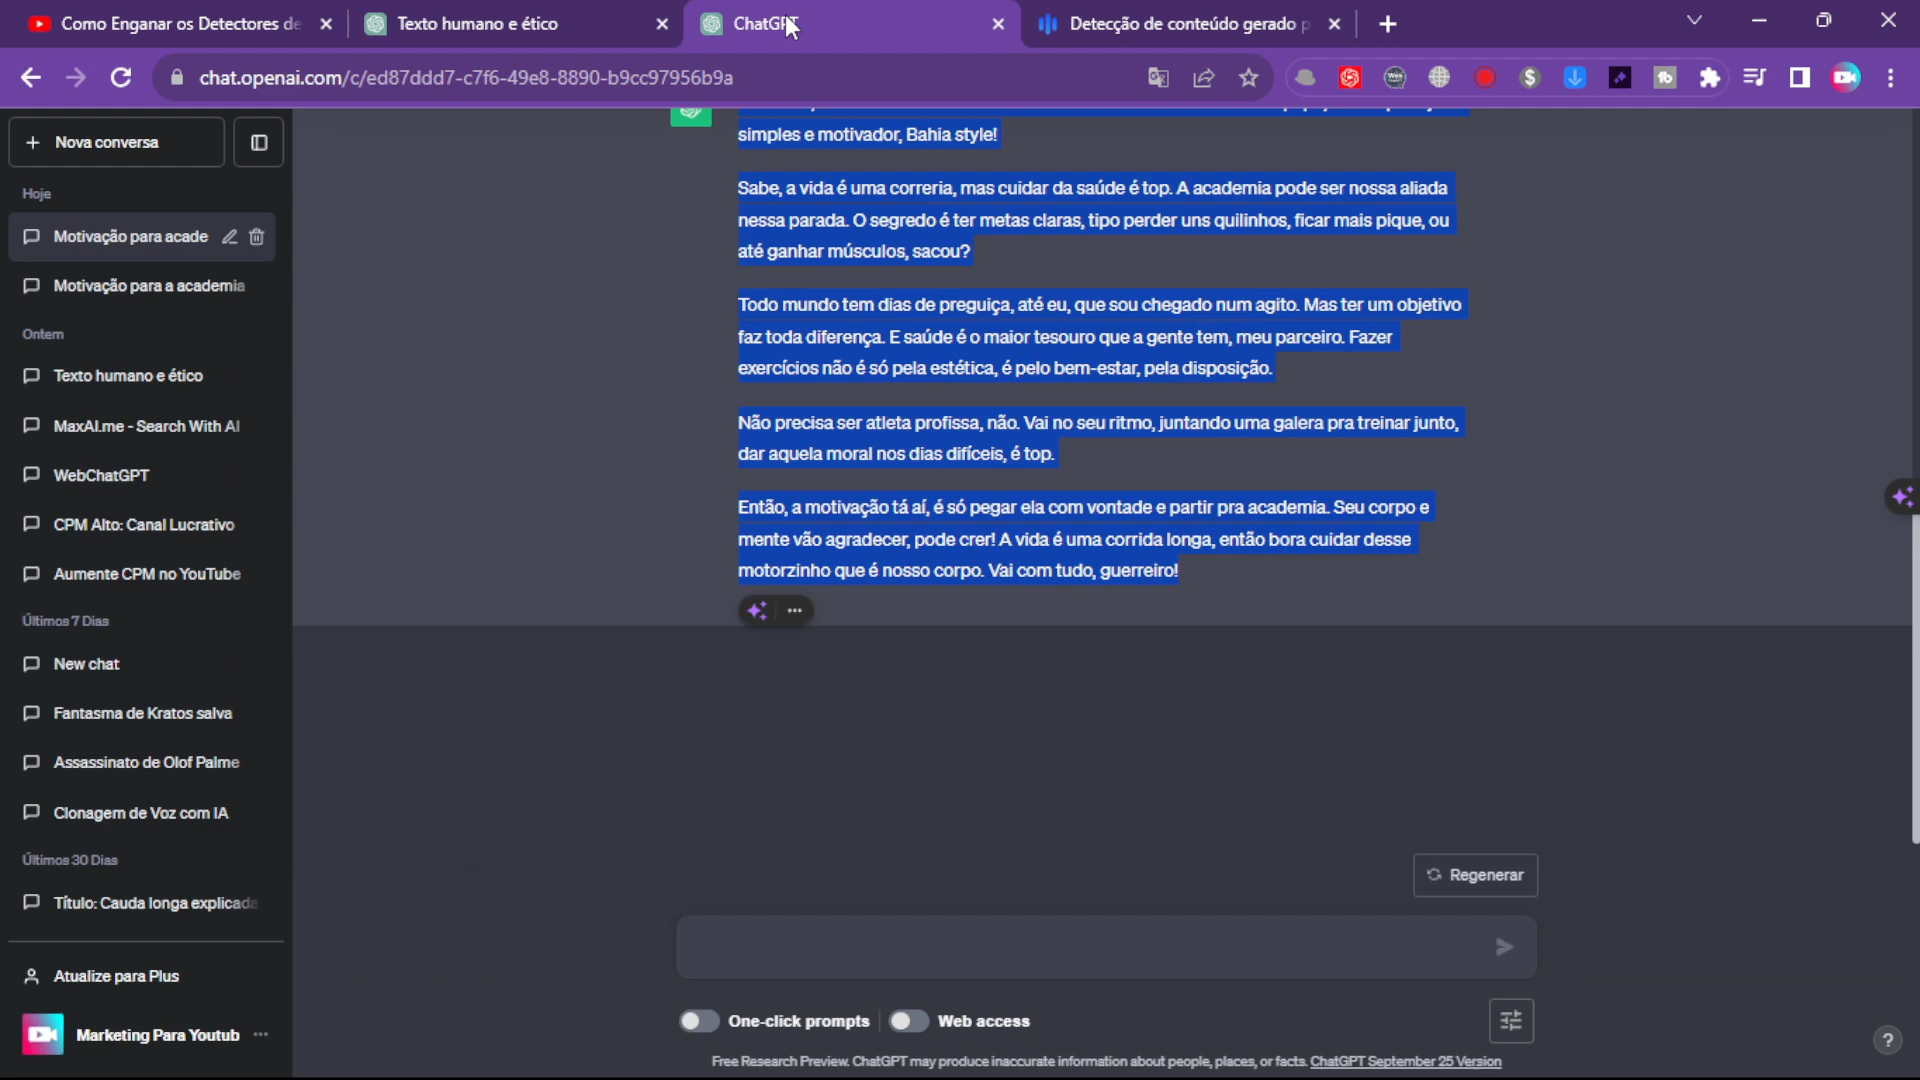 Como Enganar os Detectores de
Texto humano e ético
ChatGPT
Detecção de conteúdo gerado p
chat.openai.com/c/ed87ddd7-c7f6-49e8-8890-b9cc97956b9a
Nova conversa
Hoje
Motivação para acade
Motivação para a academia
Ontem
Texto humano e ético
MaxAI.me - Search With AI
WebChatGPT
CPM Alto: Canal Lucrativo
Aumente CPM no YouTube
Últimos 7 Dias
New chat
Fantasma de Kratos salva
Assassinato de Olof Palme
Clonagem de Voz com IA
Últimos 30 Dias
Título: Cauda longa explicada
Atualize para Plus
Marketing Para Youtub
simples e motivador, Bahia style!
Sabe, a vida é uma correria, mas cuidar da saúde é top. A academia pode ser nossa aliada
nessa parada. O segredo é ter metas claras, tipo perder uns quilinhos, ficar mais pique, ou
até ganhar músculos, sacou?
Todo mundo tem dias de preguiça, até eu, que sou chegado num agito. Mas ter um objetivo
faz toda diferença. E saúde é o maior tesouro que a gente tem, meu parceiro. Fazer
exercícios não é só pela estética, é pelo bem-estar, pela disposição.
Não precisa ser atleta profissa, não. Vai no seu ritmo, juntando uma galera pra treinar junto,
dar aquela moral nos dias difíceis, é top.
Então, a motivação tá aí, é só pegar ela com vontade e partir pra academia. Seu corpo e
mente vão agradecer, pode crer! A vida é uma corrida longa, então bora cuidar desse
motorzinho que é nosso corpo. Vai com tudo, guerreiro!
Regenerar
One-click prompts
Web access
Free Research Preview. ChatGPT may produce inaccurate information about people, places, or facts. ChatGPT September 25 Version
?